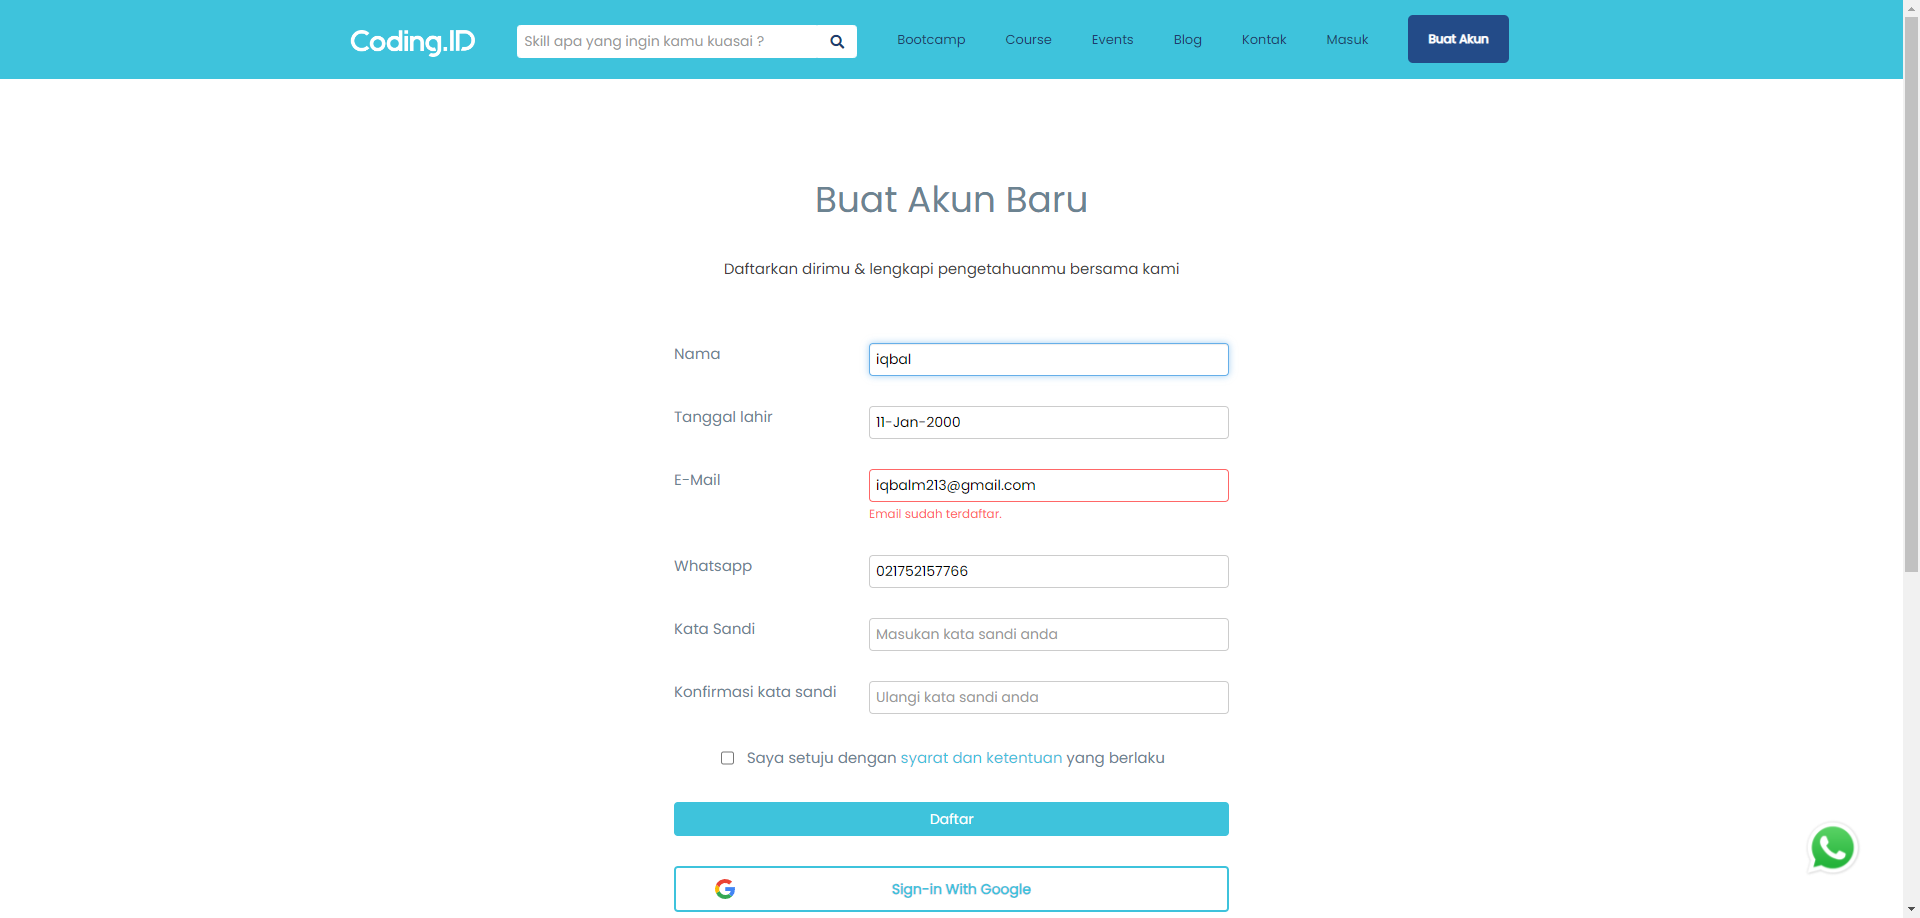 Coding.ID
Skill apa yang ingin kamu kuasai ?
Bootcamp
Course
Events
Blog
Kontak
Masuk
Buat Akun
Buat Akun Baru
Daftarkan dirimu & lengkapi pengetahuanmu bersama kami
Nama
iqbal
Tanggal lahir
11-Jan-2000
E-Mail
iqbalm213@gmail.com
Email sudah terdaftar.
Whatsapp
021752157766
Kata Sandi
Masukan kata sandi anda
Konfirmasi kata sandi
Ulangi kata sandi anda
Saya setuju dengan syarat dan ketentuan yang berlaku
Daftar
Sign-in With Google